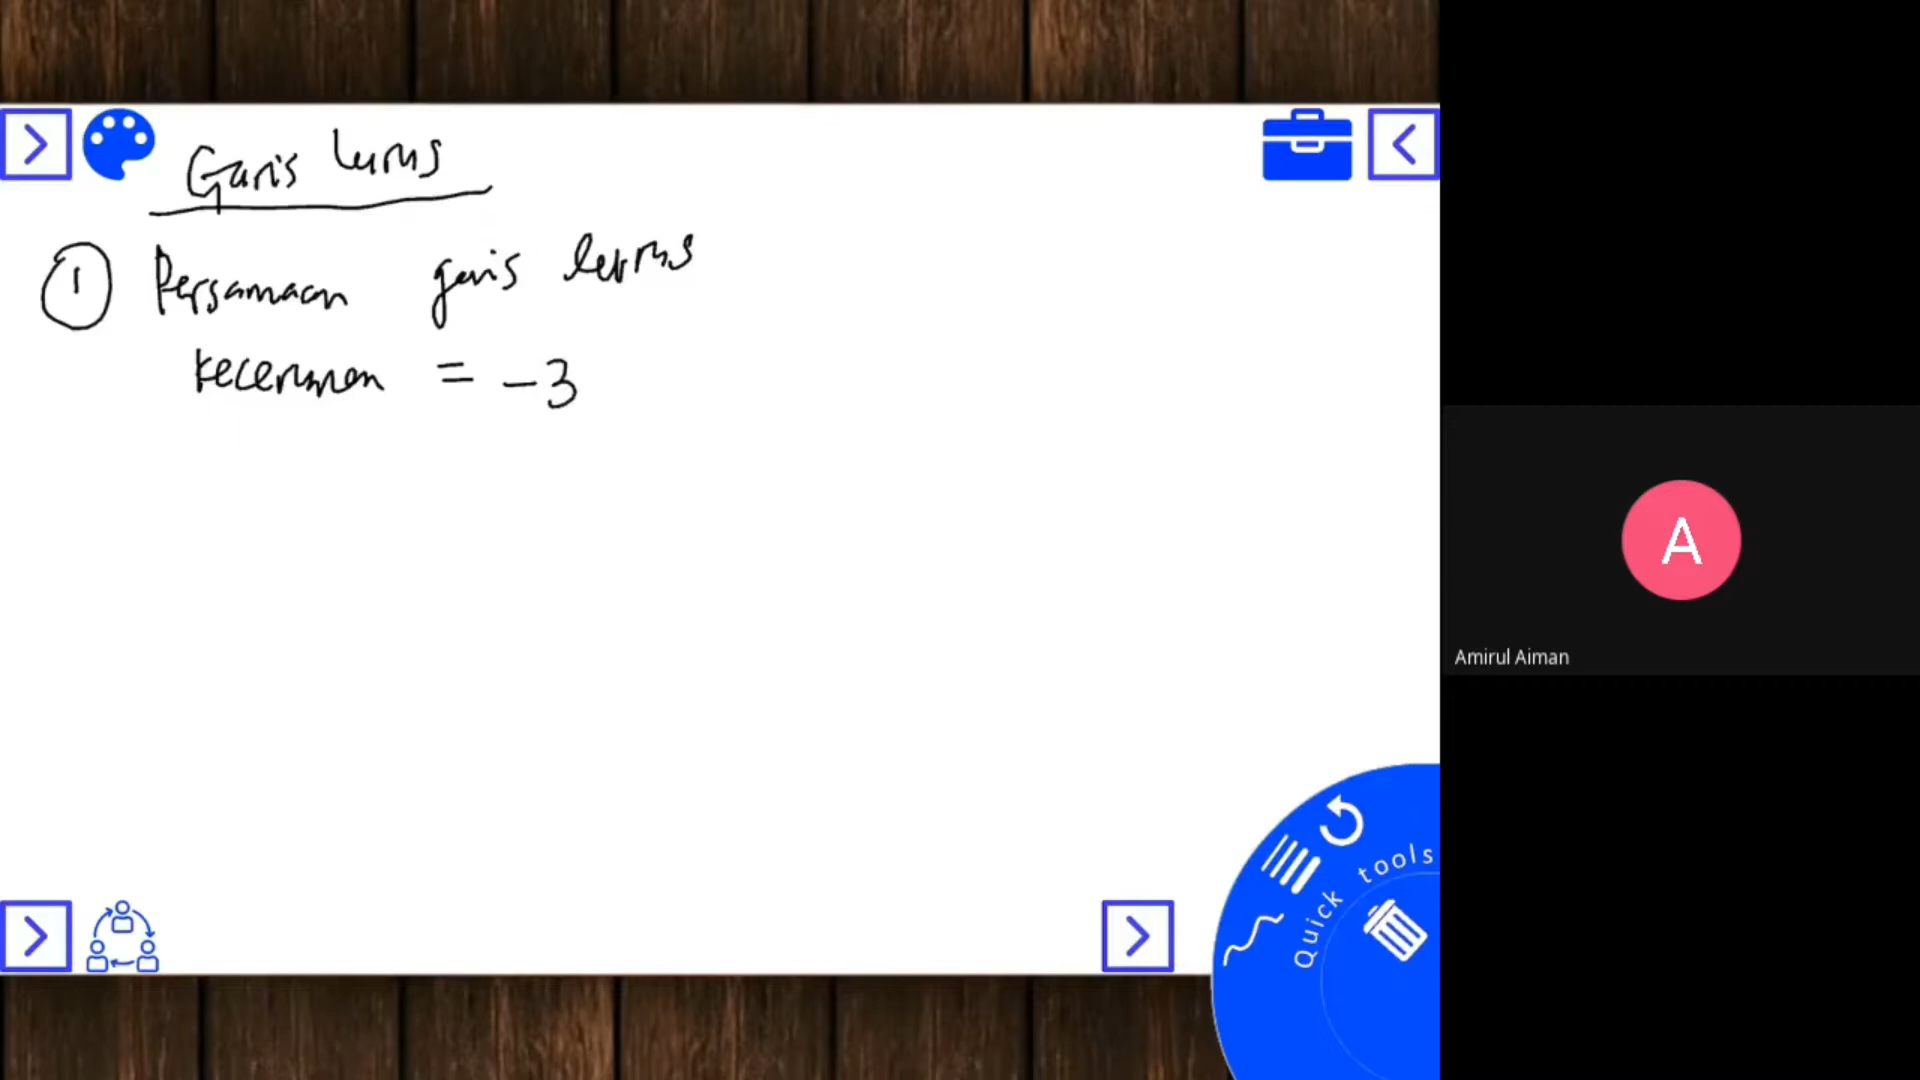 Garis lurus
1 Persamaan garis lurus
kecerunan = -3
Quick tools
A
Amirul Aiman